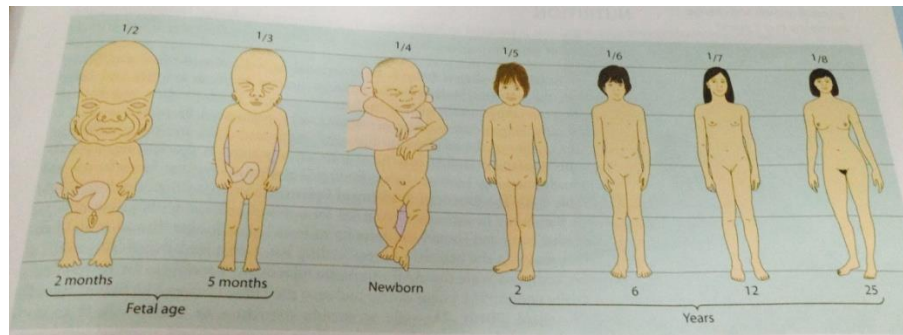 1/2 1/3 1/4 1/5 1/6 1/7 1/8
2 months 5 months Newborn 2 6 12 25
Fetal age Years